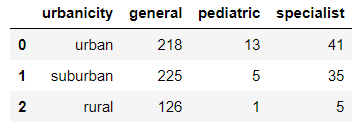 urbanicity general pediatric specialist
0 urban 218 13 41
1 suburban 225 5 35
2 rural 126 1 5